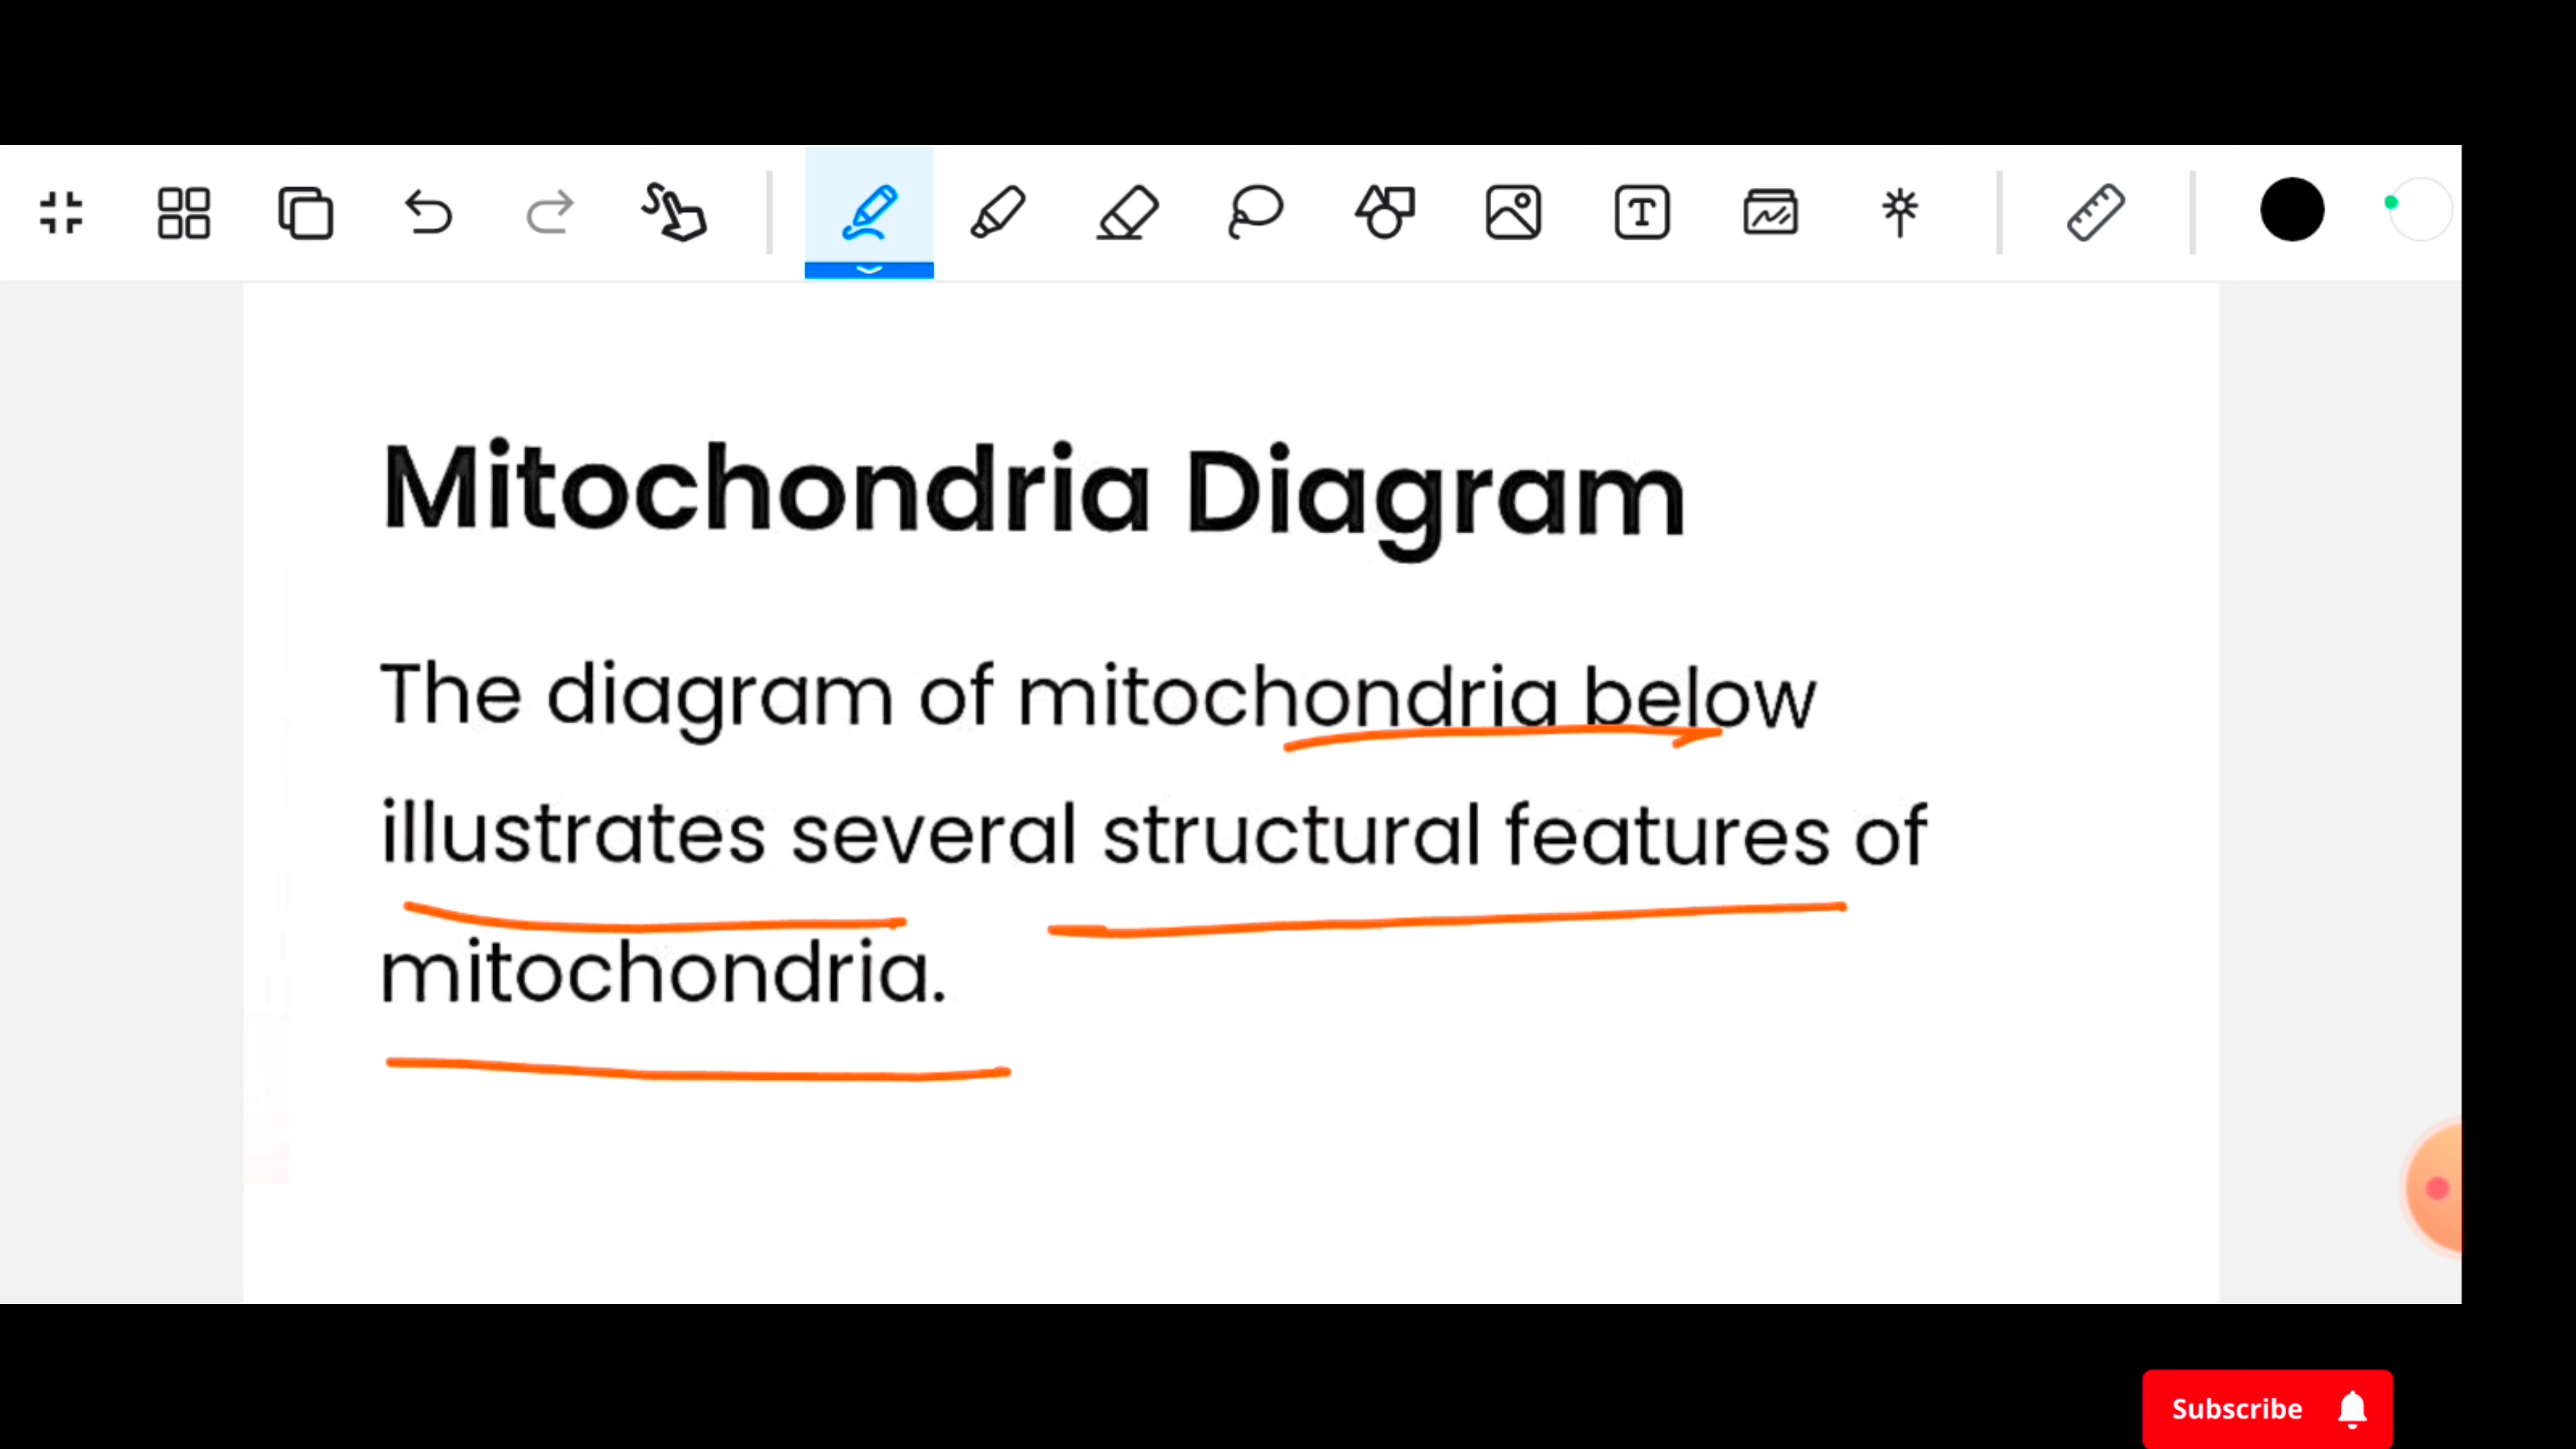 Mitochondria Diagram
The diagram of mitochondria below
illustrates several structural features of
mitochondria.
Subscribe